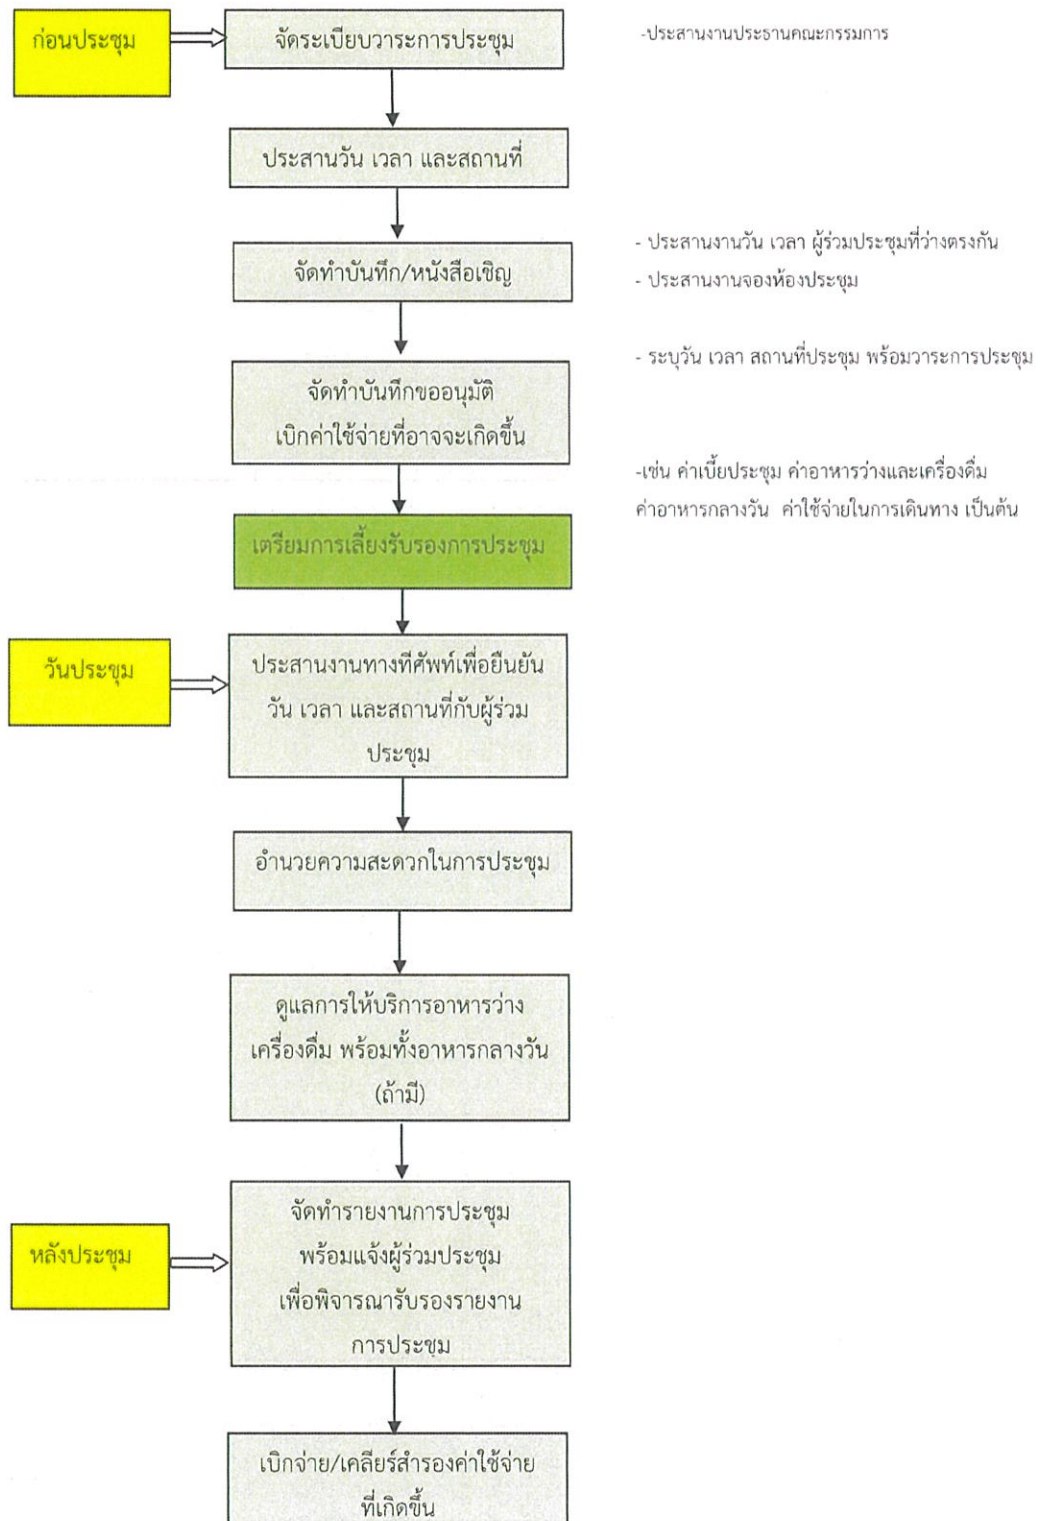 ก่อนประชุม
จัดระเบียบวาระการประชุม
-ประสานงานประธานคณะกรรมการ
ประสานวัน เวลา และสถานที่
จัดทำบันทึก/หนังสือเชิญ
- ประสานงานวัน เวลา ผู้ร่วมประชุมที่ว่างตรงกัน
- ประสานงานจองห้องประชุม
- ระบุวัน เวลา สถานที่ประชุม พร้อมวาระการประชุม
จัดทำบันทึกขออนุมัติ
เบิกค่าใช้จ่ายที่อาจจะเกิดขึ้น
-เช่น ค่าเบี้ยประชุม ค่าอาหารว่างและเครื่องดื่ม
ค่าอาหารกลางวัน ค่าใช้จ่ายในการเดินทาง เป็นต้น
เตรียมการเลี้ยงรับรองการประชุม
วันประชุม
ประสานงานทางทีศัพท์เพื่อยืนยัน
วัน เวลา และสถานที่กับผู้ร่วม
ประชุม
อำนวยความสะดวกในการประชุม
ดูแลการให้บริการอาหารว่าง
เครื่องดื่ม พร้อมทั้งอาหารกลางวัน
(ถ้ามี)
หลังประชุม
จัดทำรายงานการประชุม
พร้อมแจ้งผู้ร่วมประชุม
เพื่อพิจารณารับรองรายงาน
การประชุม
เบิกจ่าย/เคลียร์สำรองค่าใช้จ่าย
ที่เกิดขึ้น